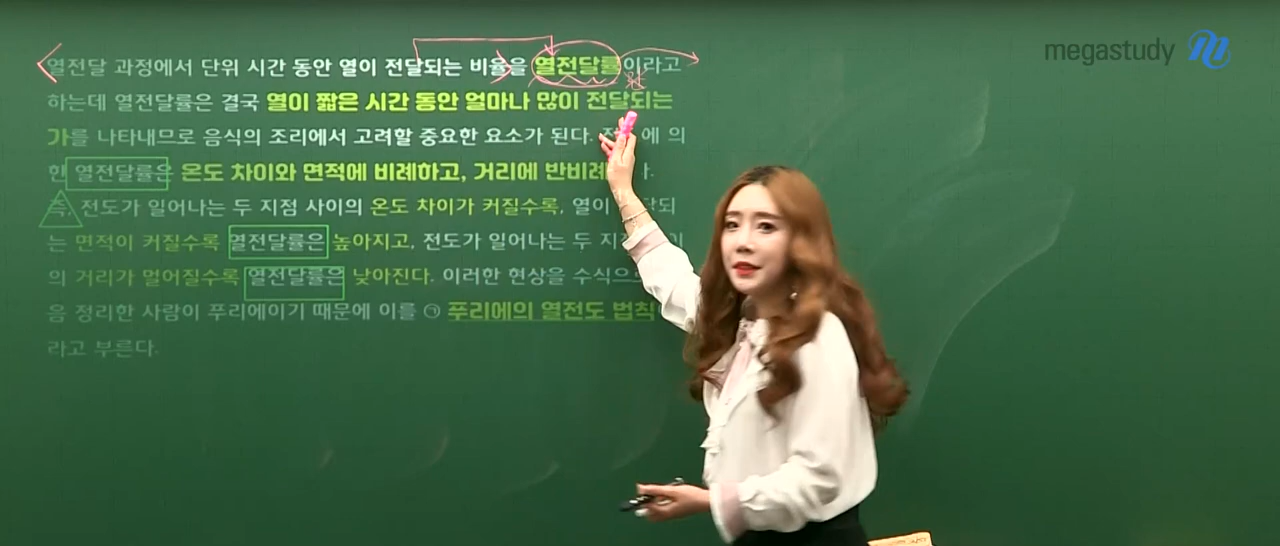 megastudy
열전달 과정에서 단위 시간 동안 열이 전달되는 비율을 열전달률이라고
하는데 열전달률은 결국 열이 짧은 시간 동안 얼마나 많이 전달되는
가를 나타내므로 음식의 조리에서 고려할 중요한 요소가 된다. 에 의
한 열전달률은 온도 차이와 면적에 비례하고, 거리에 반비례
즉, 전도가 일어나는 두 지점 사이의 온도 차이가 커질수록, 열이
는 면적이 커질수록 열전달률은 높아지고, 전도가 일어나는 두
의 거리가 멀어질수록 열전달률은 낮아진다. 이러한 현상을 수식으
음 정리한 사람이 푸리에이기 때문에 이를 ㉠ 푸리에의 열전도 법칙
라고 부른다.